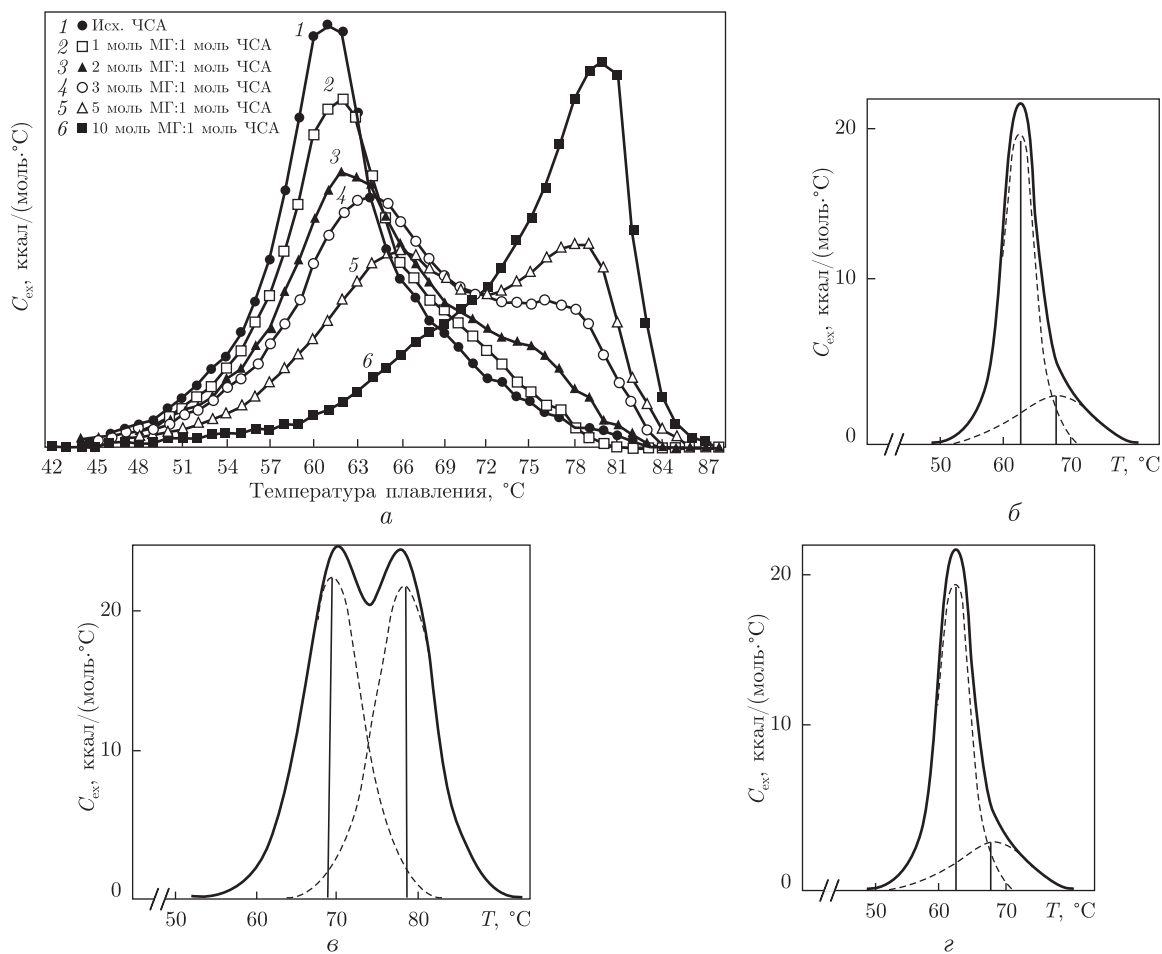 1 Исх. ЧСА
2 1 моль МГ:1 моль ЧСА
3 2 моль МГ:1 моль ЧСА
4 3 моль МГ:1 моль ЧСА
5 5 моль МГ:1 моль ЧСА
6 10 моль МГ:1 моль ЧСА
1
2
3
4
5
6
C_ex, ккал/(моль·°C)
42 45 48 51 54 57 60 63 66 69 72 75 78 81 84 87
Температура плавления, °C
а
C_ex, ккал/(моль·°C)
20
10
0
50 60 70 T, °C
б
C_ex, ккал/(моль·°C)
20
10
0
50 60 70 80 T, °C
в
C_ex, ккал/(моль·°C)
20
10
0
50 60 70 T, °C
г